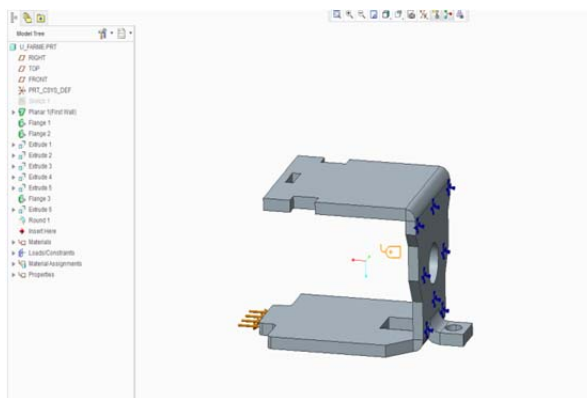 Model Tree
U_FARME.PRT
RIGHT
TOP
FRONT
PRT_CSYS_DEF
Sketch 1
Planar 1(First Wall)
Flange 1
Flange 2
Extrude 1
Extrude 2
Extrude 3
Extrude 4
Extrude 5
Flange 3
Extrude 6
Round 1
Insert Here
Materials
Loads/Constraints
Material Assignments
Properties